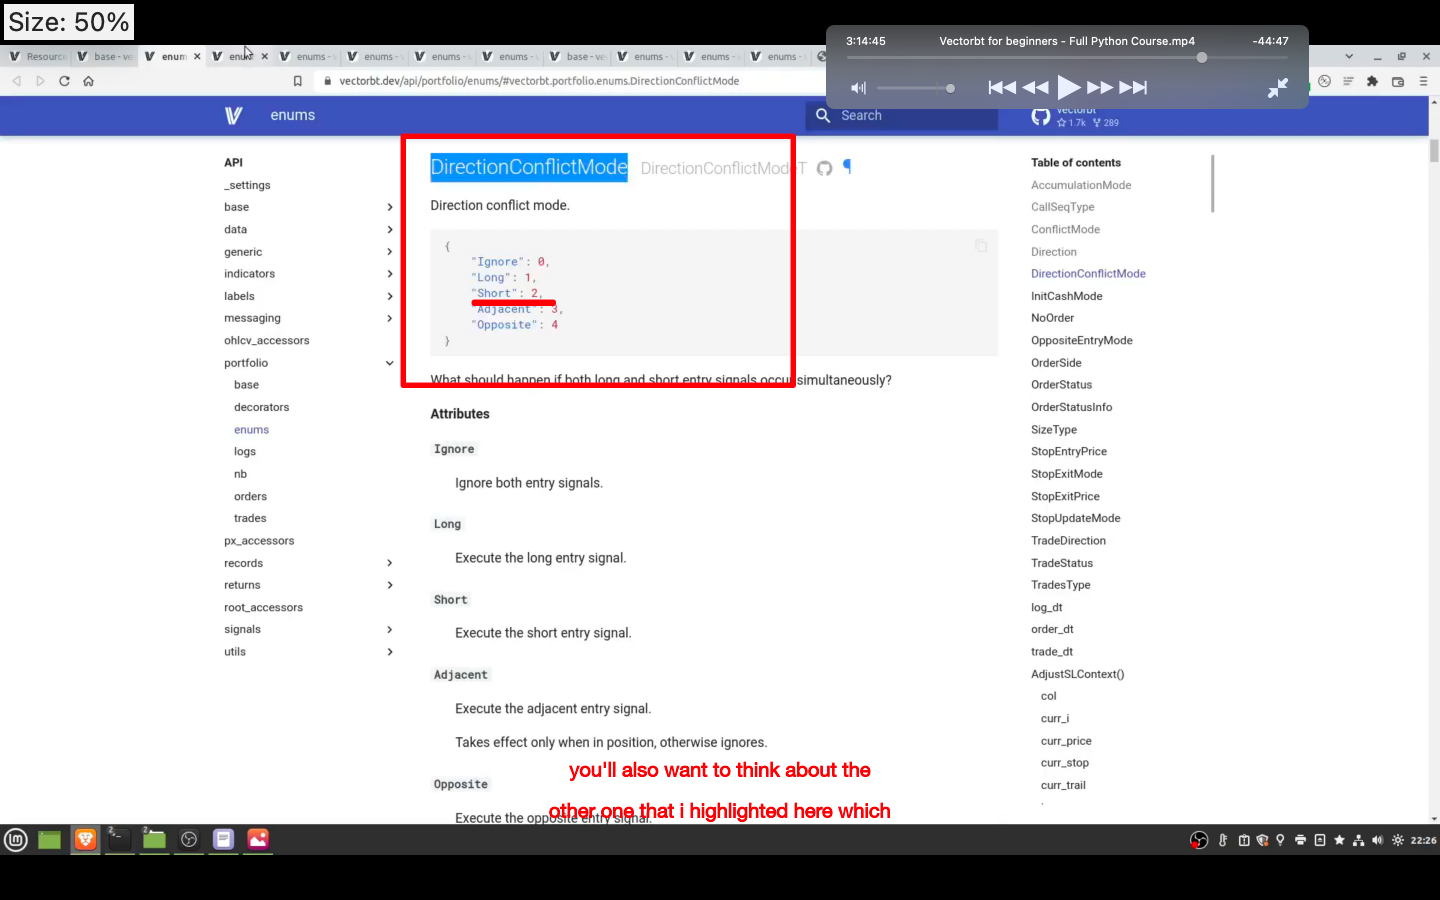 Size: 50%
3:14:45
Vectorbt for beginners - Full Python Course.mp4
-44:47
Resourc
base - ve
enum
enu
enums -
enums -
enums -
enums -
base - ve
enums -
enums -
enums -
vectorbt.dev/api/portfolio/enums/#vectorbt.portfolio.enums.DirectionConflictMode
enums
Search
vectorbt
1.7k 289
API
_settings
base
data
generic
indicators
labels
messaging
ohlcv_accessors
portfolio
base
decorators
enums
logs
nb
orders
trades
px_accessors
records
returns
root_accessors
signals
utils
DirectionConflictMode DirectionConflictModeT
Direction conflict mode.
{
"Ignore": 0,
"Long": 1,
"Short": 2,
"Adjacent": 3,
"Opposite": 4
}
What should happen if both long and short entry signals occur simultaneously?
Attributes
Ignore
Ignore both entry signals.
Long
Execute the long entry signal.
Short
Execute the short entry signal.
Adjacent
Execute the adjacent entry signal.
Takes effect only when in position, otherwise ignores.
Opposite
Execute the opposite entry signal.
you'll also want to think about the
other one that i highlighted here which
Table of contents
AccumulationMode
CallSeqType
ConflictMode
Direction
DirectionConflictMode
InitCashMode
NoOrder
OppositeEntryMode
OrderSide
OrderStatus
OrderStatusInfo
SizeType
StopEntryPrice
StopExitMode
StopExitPrice
StopUpdateMode
TradeDirection
TradeStatus
TradesType
log_dt
order_dt
trade_dt
AdjustSLContext()
col
curr_i
curr_price
curr_stop
curr_trail
2
2
22:26